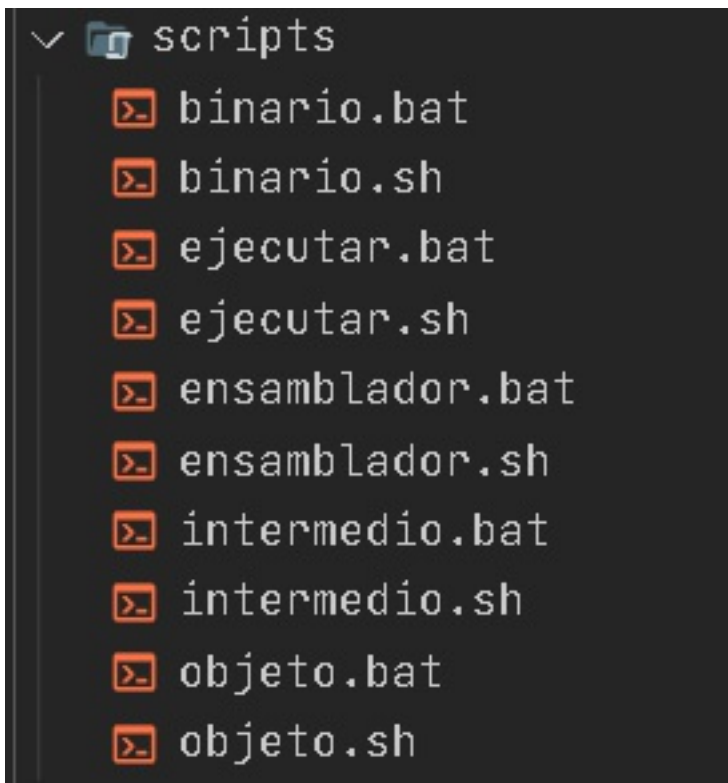 scripts
binario.bat
binario.sh
ejecutar.bat
ejecutar.sh
ensamblador.bat
ensamblador.sh
intermedio.bat
intermedio.sh
objeto.bat
objeto.sh